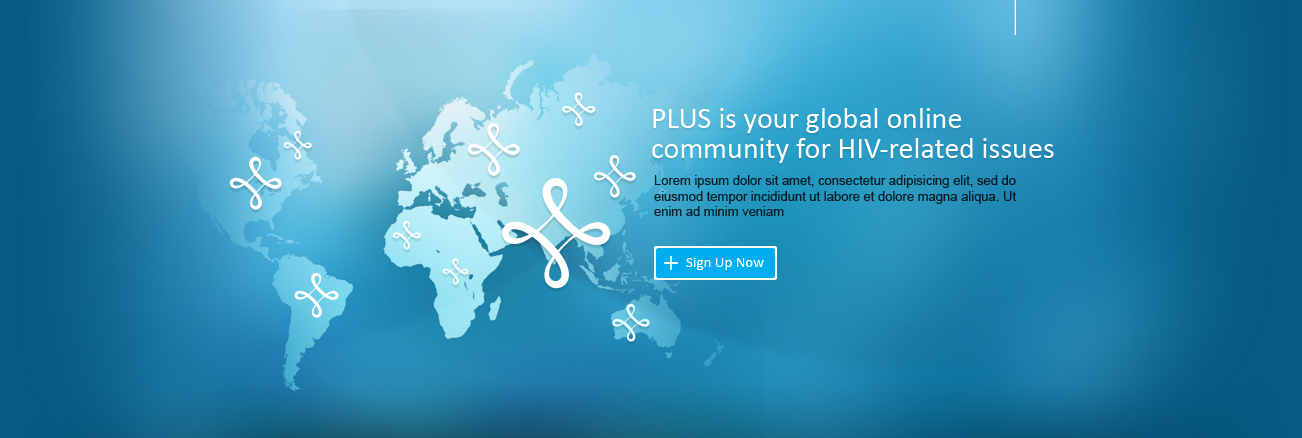 PLUS is your global online
community for HIV-related issues
Lorem ipsum dolor sit amet, consectetur adipisicing elit, sed do
eiusmod tempor incididunt ut labore et dolore magna aliqua. Ut
enim ad minim veniam
Sign Up Now